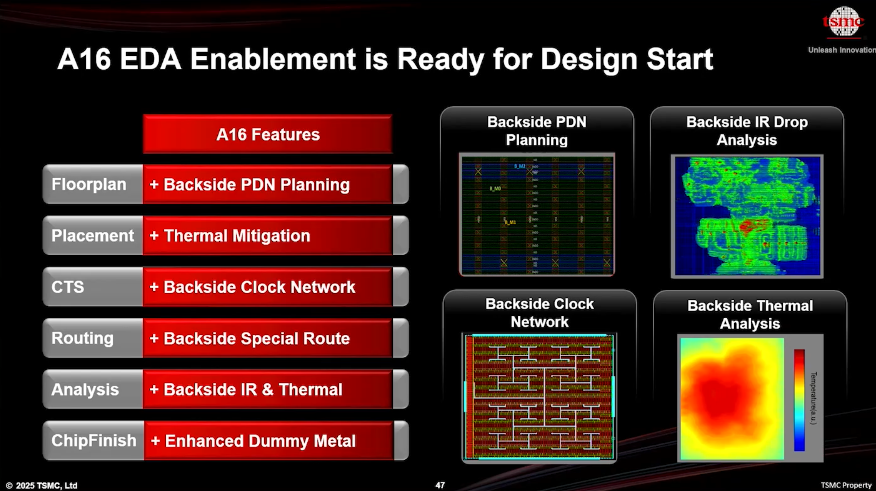 tsmc
Unleash Innovation
A16 EDA Enablement is Ready for Design Start
A16 Features
Floorplan + Backside PDN Planning
Placement + Thermal Mitigation
CTS + Backside Clock Network
Routing + Backside Special Route
Analysis + Backside IR & Thermal
ChipFinish + Enhanced Dummy Metal
Backside PDN
Planning
Backside IR Drop
Analysis
Backside Clock
Network
Backside Thermal
Analysis
© 2025 TSMC, Ltd
47
TSMC Property